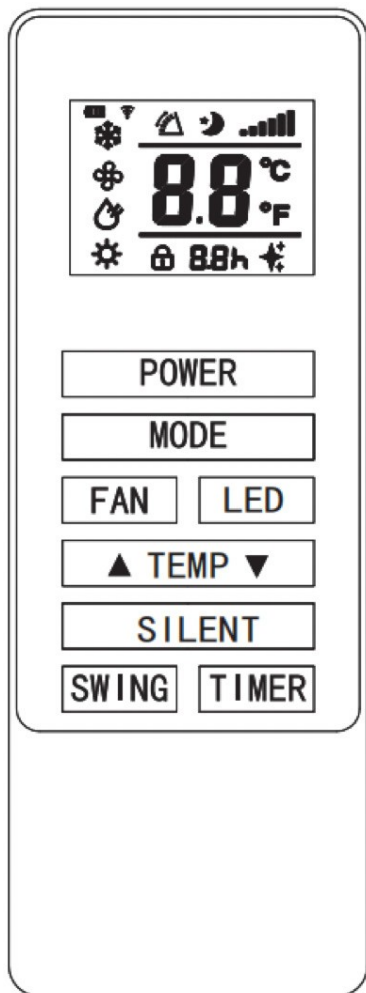 8.8 °C
°F
8.8h
POWER
MODE
FAN LED
▲ TEMP ▼
SILENT
SWING TIMER